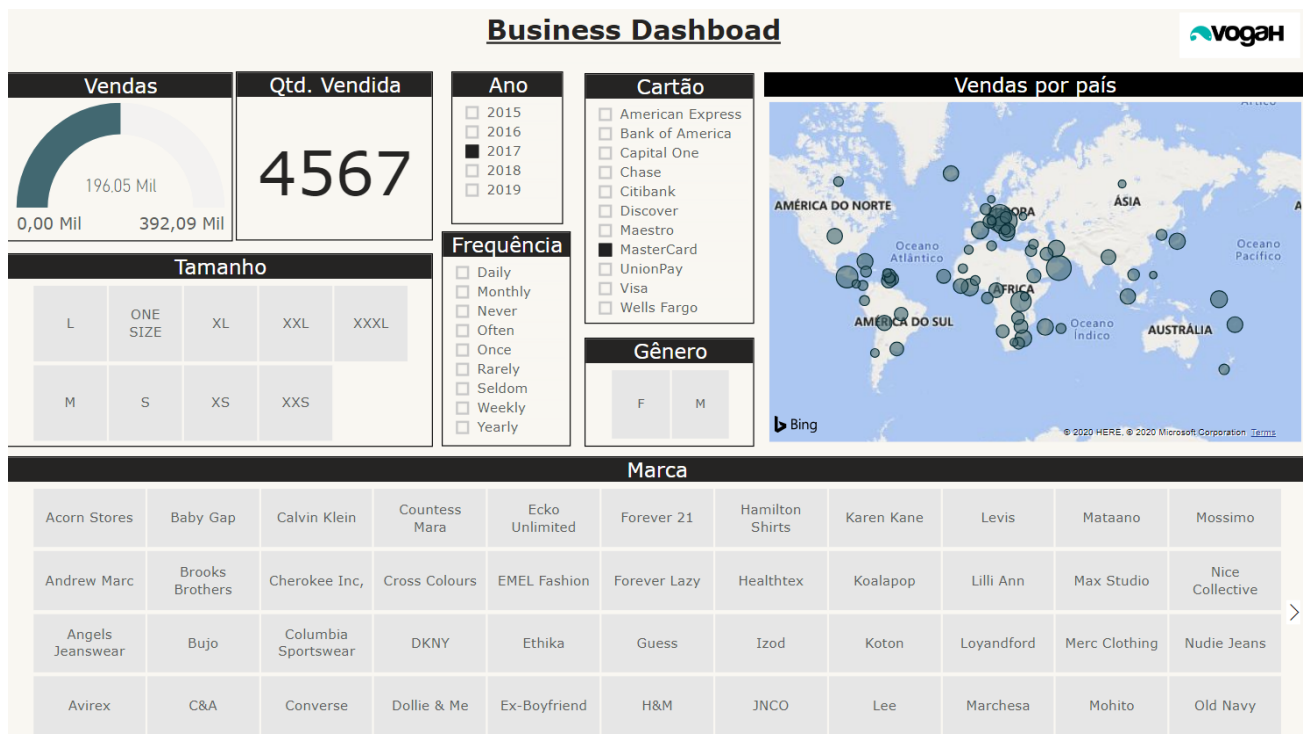 Business Dashboad
VOGAH
Vendas
196,05 Mil
0,00 Mil
392,09 Mil
Qtd. Vendida
4567
Ano
2015
2016
2017
2018
2019
Cartão
American Express
Bank of America
Capital One
Chase
Citibank
Discover
Maestro
MasterCard
UnionPay
Visa
Wells Fargo
Vendas por país
AMÉRICA DO NORTE
ÁSIA
Oceano
Atlântico
Oceano
Pacífico
ÁFRICA
AMÉRICA DO SUL
Oceano
Índico
AUSTRÁLIA
Bing
© 2020 HERE, © 2020 Microsoft Corporation Terms
Frequência
Daily
Monthly
Never
Often
Once
Rarely
Seldom
Weekly
Yearly
Tamanho
L
ONE
SIZE
XL
XXL
XXXL
M
S
XS
XXS
Gênero
F
M
Marca
Acorn Stores
Baby Gap
Calvin Klein
Countess
Mara
Ecko
Unlimited
Forever 21
Hamilton
Shirts
Karen Kane
Levis
Mataano
Mossimo
Andrew Marc
Brooks
Brothers
Cherokee Inc,
Cross Colours
EMEL Fashion
Forever Lazy
Healthtex
Koalapop
Lilli Ann
Max Studio
Nice
Collective
Angels
Jeanswear
Bujo
Columbia
Sportswear
DKNY
Ethika
Guess
Izod
Koton
Loyandford
Merc Clothing
Nudie Jeans
Avirex
C&A
Converse
Dollie & Me
Ex-Boyfriend
H&M
JNCO
Lee
Marchesa
Mohito
Old Navy